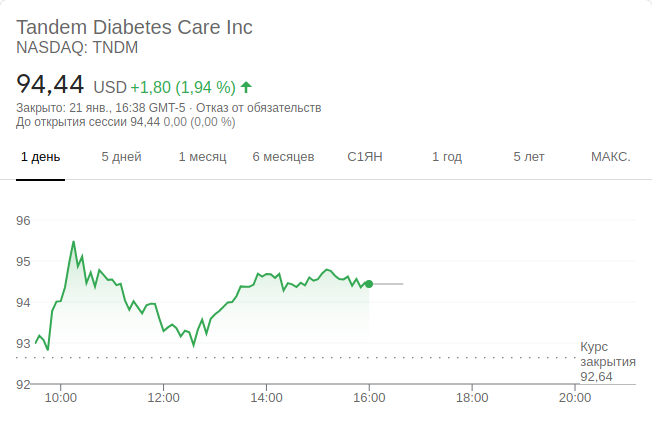 Tandem Diabetes Care Inc
NASDAQ: TNDM
94,44 USD +1,80 (1,94 %)
Закрыто: 21 янв., 16:38 GMT-5 · Отказ от обязательств
До открытия сессии 94,44 0,00 (0,00 %)
1 день 5 дней 1 месяц 6 месяцев С1ЯН 1 год 5 лет МАКС.
96
95
94
93
Курс
закрытия
92,64
92
10:00 12:00 14:00 16:00 18:00 20:00